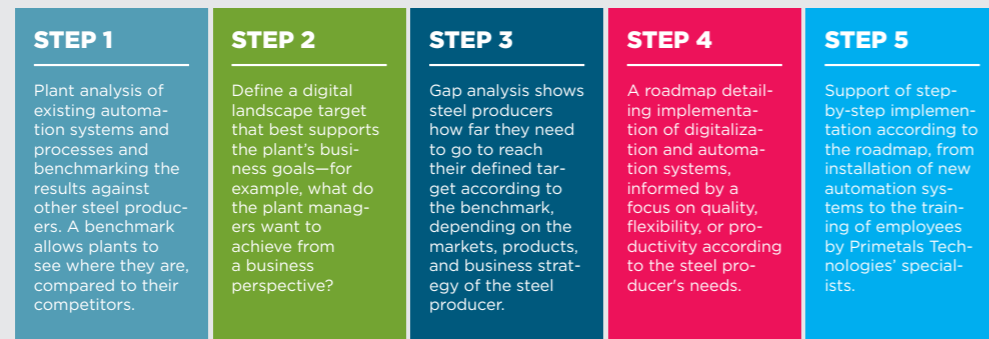 STEP 1
Plant analysis of
existing automa-
tion systems and
processes and
benchmarking the
results against
other steel produc-
ers. A benchmark
allows plants to
see where they are,
compared to their
competitors.
STEP 2
Define a digital
landscape target
that best supports
the plant's busi-
ness goals—for
example, what do
the plant manag-
ers want to
achieve from
a business
perspective?
STEP 3
Gap analysis shows
steel producers
how far they need
to go to reach
their defined tar-
get according to
the benchmark,
depending on the
markets, products,
and business strat-
egy of the steel
producer.
STEP 4
A roadmap detail-
ing implementa-
tion of digitaliza-
tion and automa-
tion systems,
informed by a
focus on quality,
flexibility, or pro-
ductivity according
to the steel pro-
ducer's needs.
STEP 5
Support of step-
by-step implemen-
tation according to
the roadmap, from
installation of new
automation sys-
tems to the train-
ing of employees
by Primetals Tech-
nologies' special-
ists.